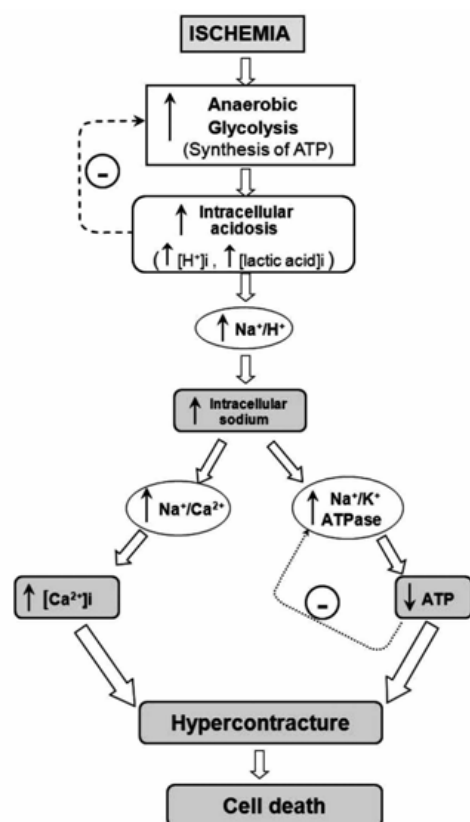 ISCHEMIA
↑ Anaerobic
Glycolysis
(Synthesis of ATP)
-
↑ Intracellular
acidosis
(↑[H⁺]i , ↑[lactic acid]i )
↑ Na⁺/H⁺
↑ Intracellular
sodium
↑ Na⁺/Ca²⁺
↑ Na⁺/K⁺
ATPase
↑ [Ca²⁺]i
-
↓ ATP
Hypercontracture
Cell death